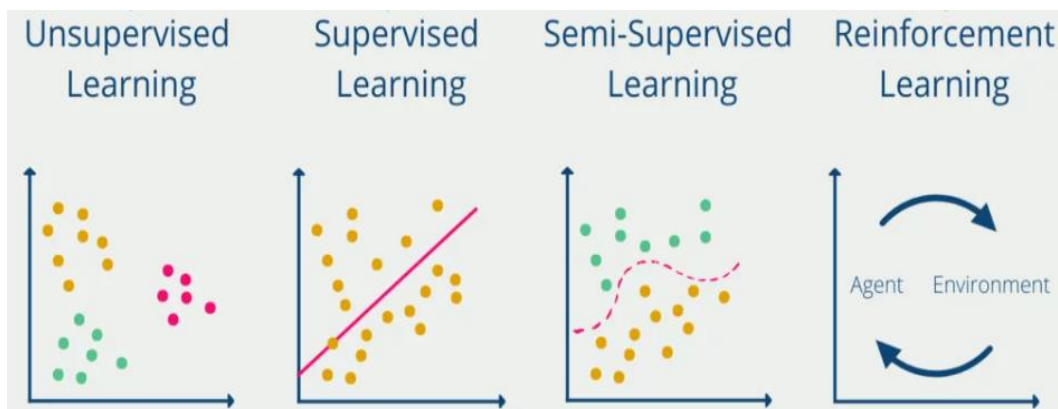 Unsupervised
Learning
Supervised
Learning
Semi-Supervised
Learning
Reinforcement
Learning
Agent
Environment